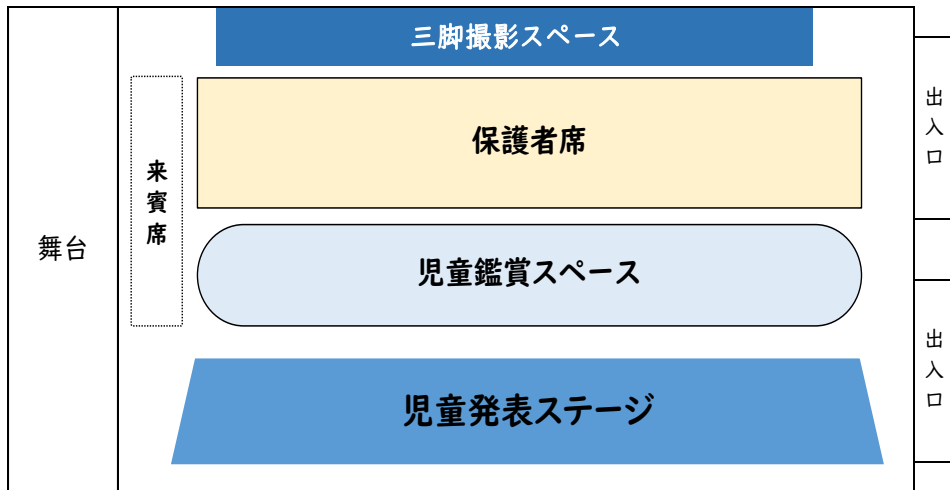 三脚撮影スペース
保護者席
来賓席
舞台
児童鑑賞スペース
児童発表ステージ
出入口
出入口